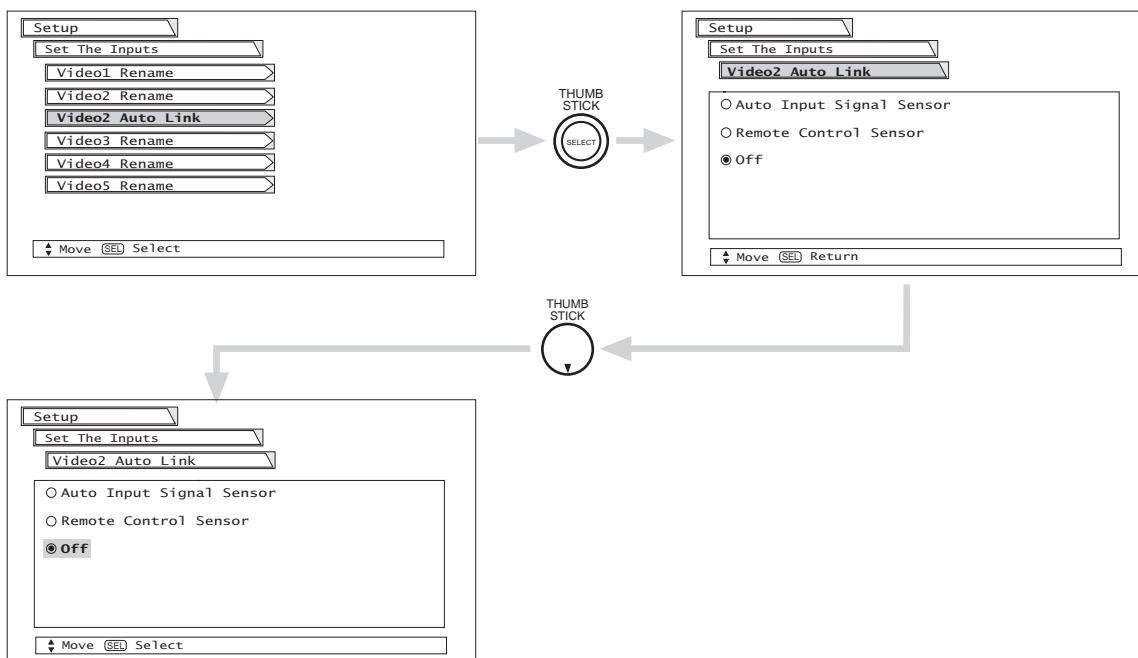 Setup
Set The Inputs
Video1 Rename
Video2 Rename
Video2 Auto Link
Video3 Rename
Video4 Rename
Video5 Rename
Move SEL Select
THUMB
STICK
SELECT
Setup
Set The Inputs
Video2 Auto Link
Auto Input Signal Sensor
Remote Control Sensor
Off
Move SEL Return
THUMB
STICK
Setup
Set The Inputs
Video2 Auto Link
Auto Input Signal Sensor
Remote Control Sensor
Off
Move SEL Select